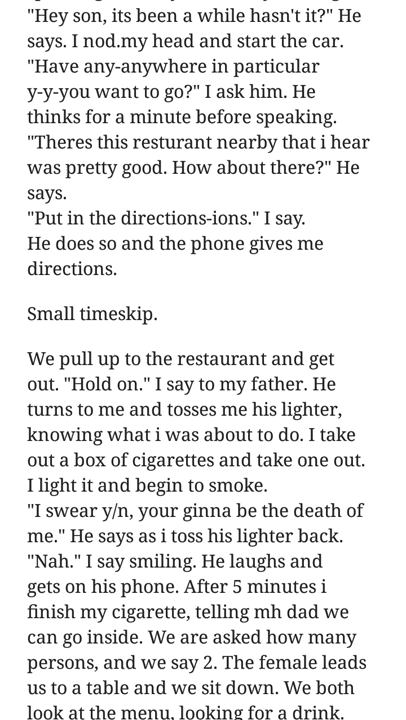 "Hey son, its been a while hasn't it?" He
says. I nod.my head and start the car.
"Have any-anywhere in particular
y-y-you want to go?" I ask him. He
thinks for a minute before speaking.
"Theres this resturant nearby that i hear
was pretty good. How about there?" He
says.
"Put in the directions-ions." I say.
He does so and the phone gives me
directions.
Small timeskip.
We pull up to the restaurant and get
out. "Hold on." I say to my father. He
turns to me and tosses me his lighter,
knowing what i was about to do. I take
out a box of cigarettes and take one out.
I light it and begin to smoke.
"I swear y/n, your ginna be the death of
me." He says as i toss his lighter back.
"Nah." I say smiling. He laughs and
gets on his phone. After 5 minutes i
finish my cigarette, telling mh dad we
can go inside. We are asked how many
persons, and we say 2. The female leads
us to a table and we sit down. We both
look at the menu, looking for a drink.